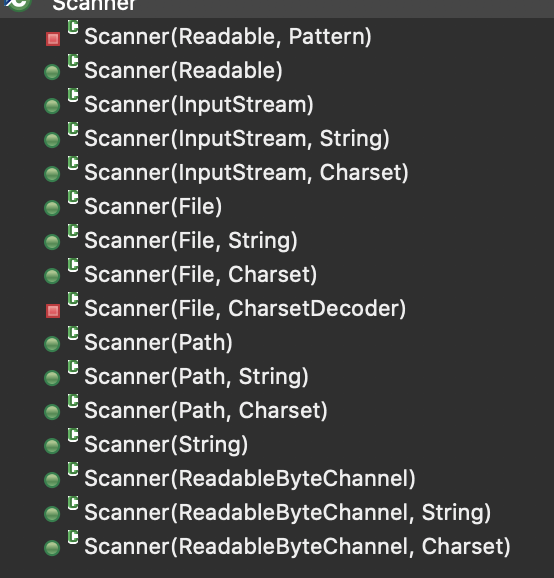 Scanner
Scanner(Readable, Pattern)
Scanner(Readable)
Scanner(InputStream)
Scanner(InputStream, String)
Scanner(InputStream, Charset)
Scanner(File)
Scanner(File, String)
Scanner(File, Charset)
Scanner(File, CharsetDecoder)
Scanner(Path)
Scanner(Path, String)
Scanner(Path, Charset)
Scanner(String)
Scanner(ReadableByteChannel)
Scanner(ReadableByteChannel, String)
Scanner(ReadableByteChannel, Charset)